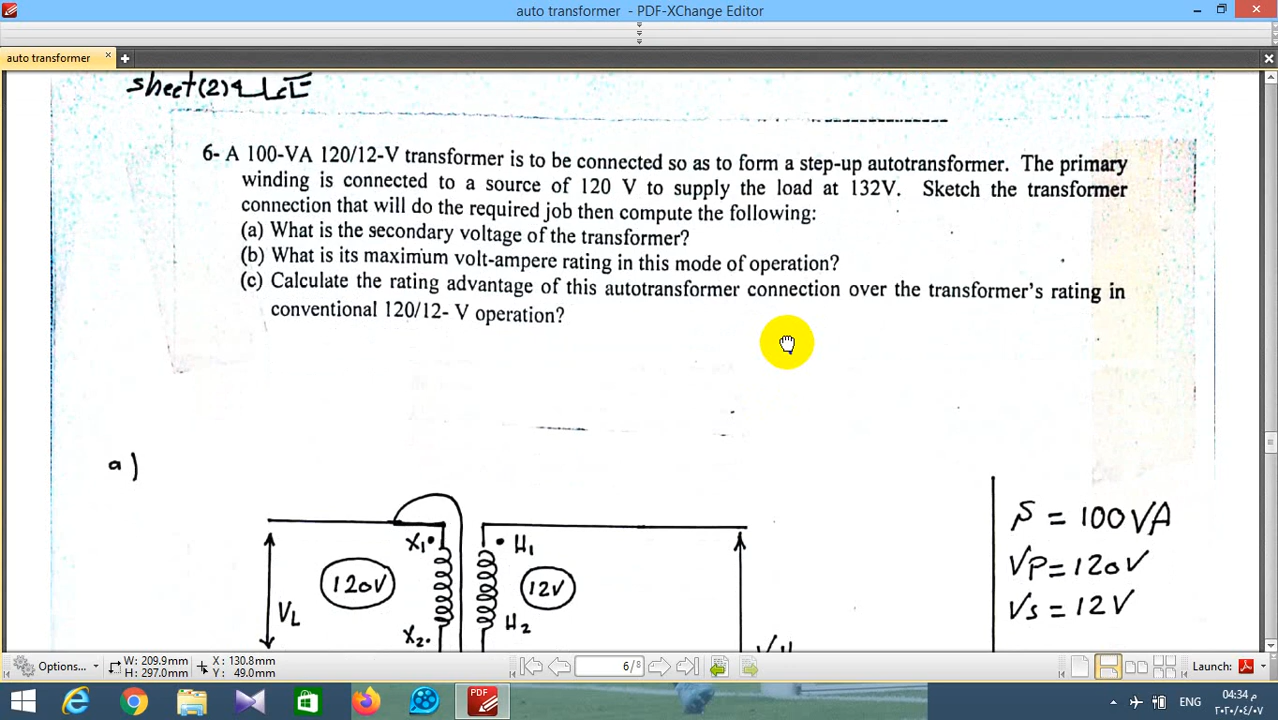 auto transformer - PDF-XChange Editor
auto transformer
sheet(2)
6- A 100-VA 120/12-V transformer is to be connected so as to form a step-up autotransformer. The primary
winding is connected to a source of 120 V to supply the load at 132V. Sketch the transformer
connection that will do the required job then compute the following:
(a) What is the secondary voltage of the transformer?
(b) What is its maximum volt-ampere rating in this mode of operation?
(c) Calculate the rating advantage of this autotransformer connection over the transformer's rating in
conventional 120/12- V operation?
a)
X1
H1
120V
12V
VL
X2
H2
S = 100VA
VP = 120V
VS = 12V
Options...
W: 209.9mm
H: 297.0mm
X: 130.8mm
Y: 49.0mm
6/8
Launch:
PDF
ENG
04:34 م
٢٠٢٠/٠٤/٠٧